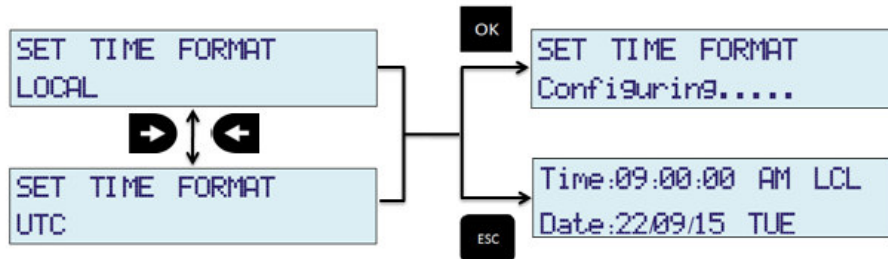 SET TIME FORMAT
LOCAL
SET TIME FORMAT
UTC
OK
SET TIME FORMAT
Configuring.....
ESC
Time:09:00:00 AM LCL
Date:22/09/15 TUE